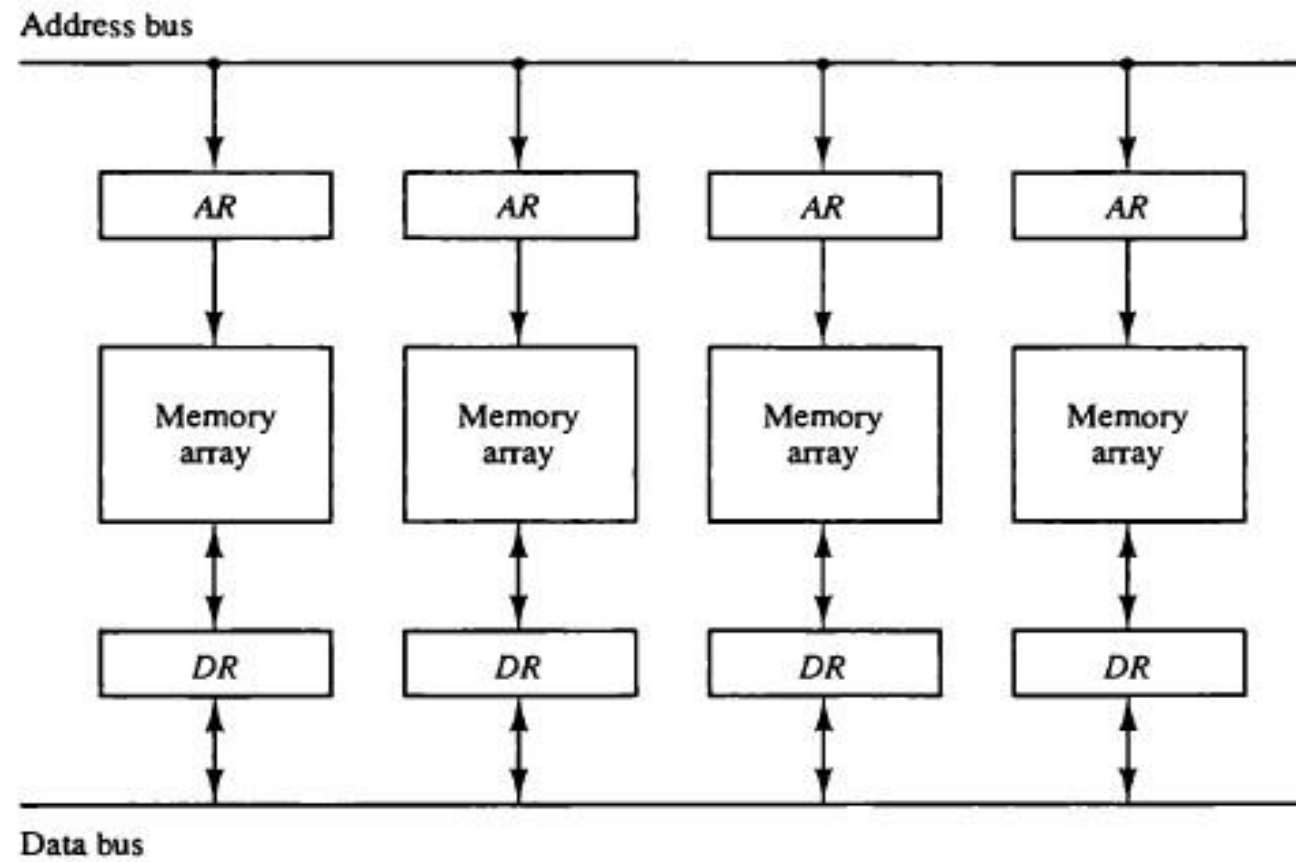 Address bus
AR AR AR AR
Memory Memory Memory Memory
array array array array
DR DR DR DR
Data bus